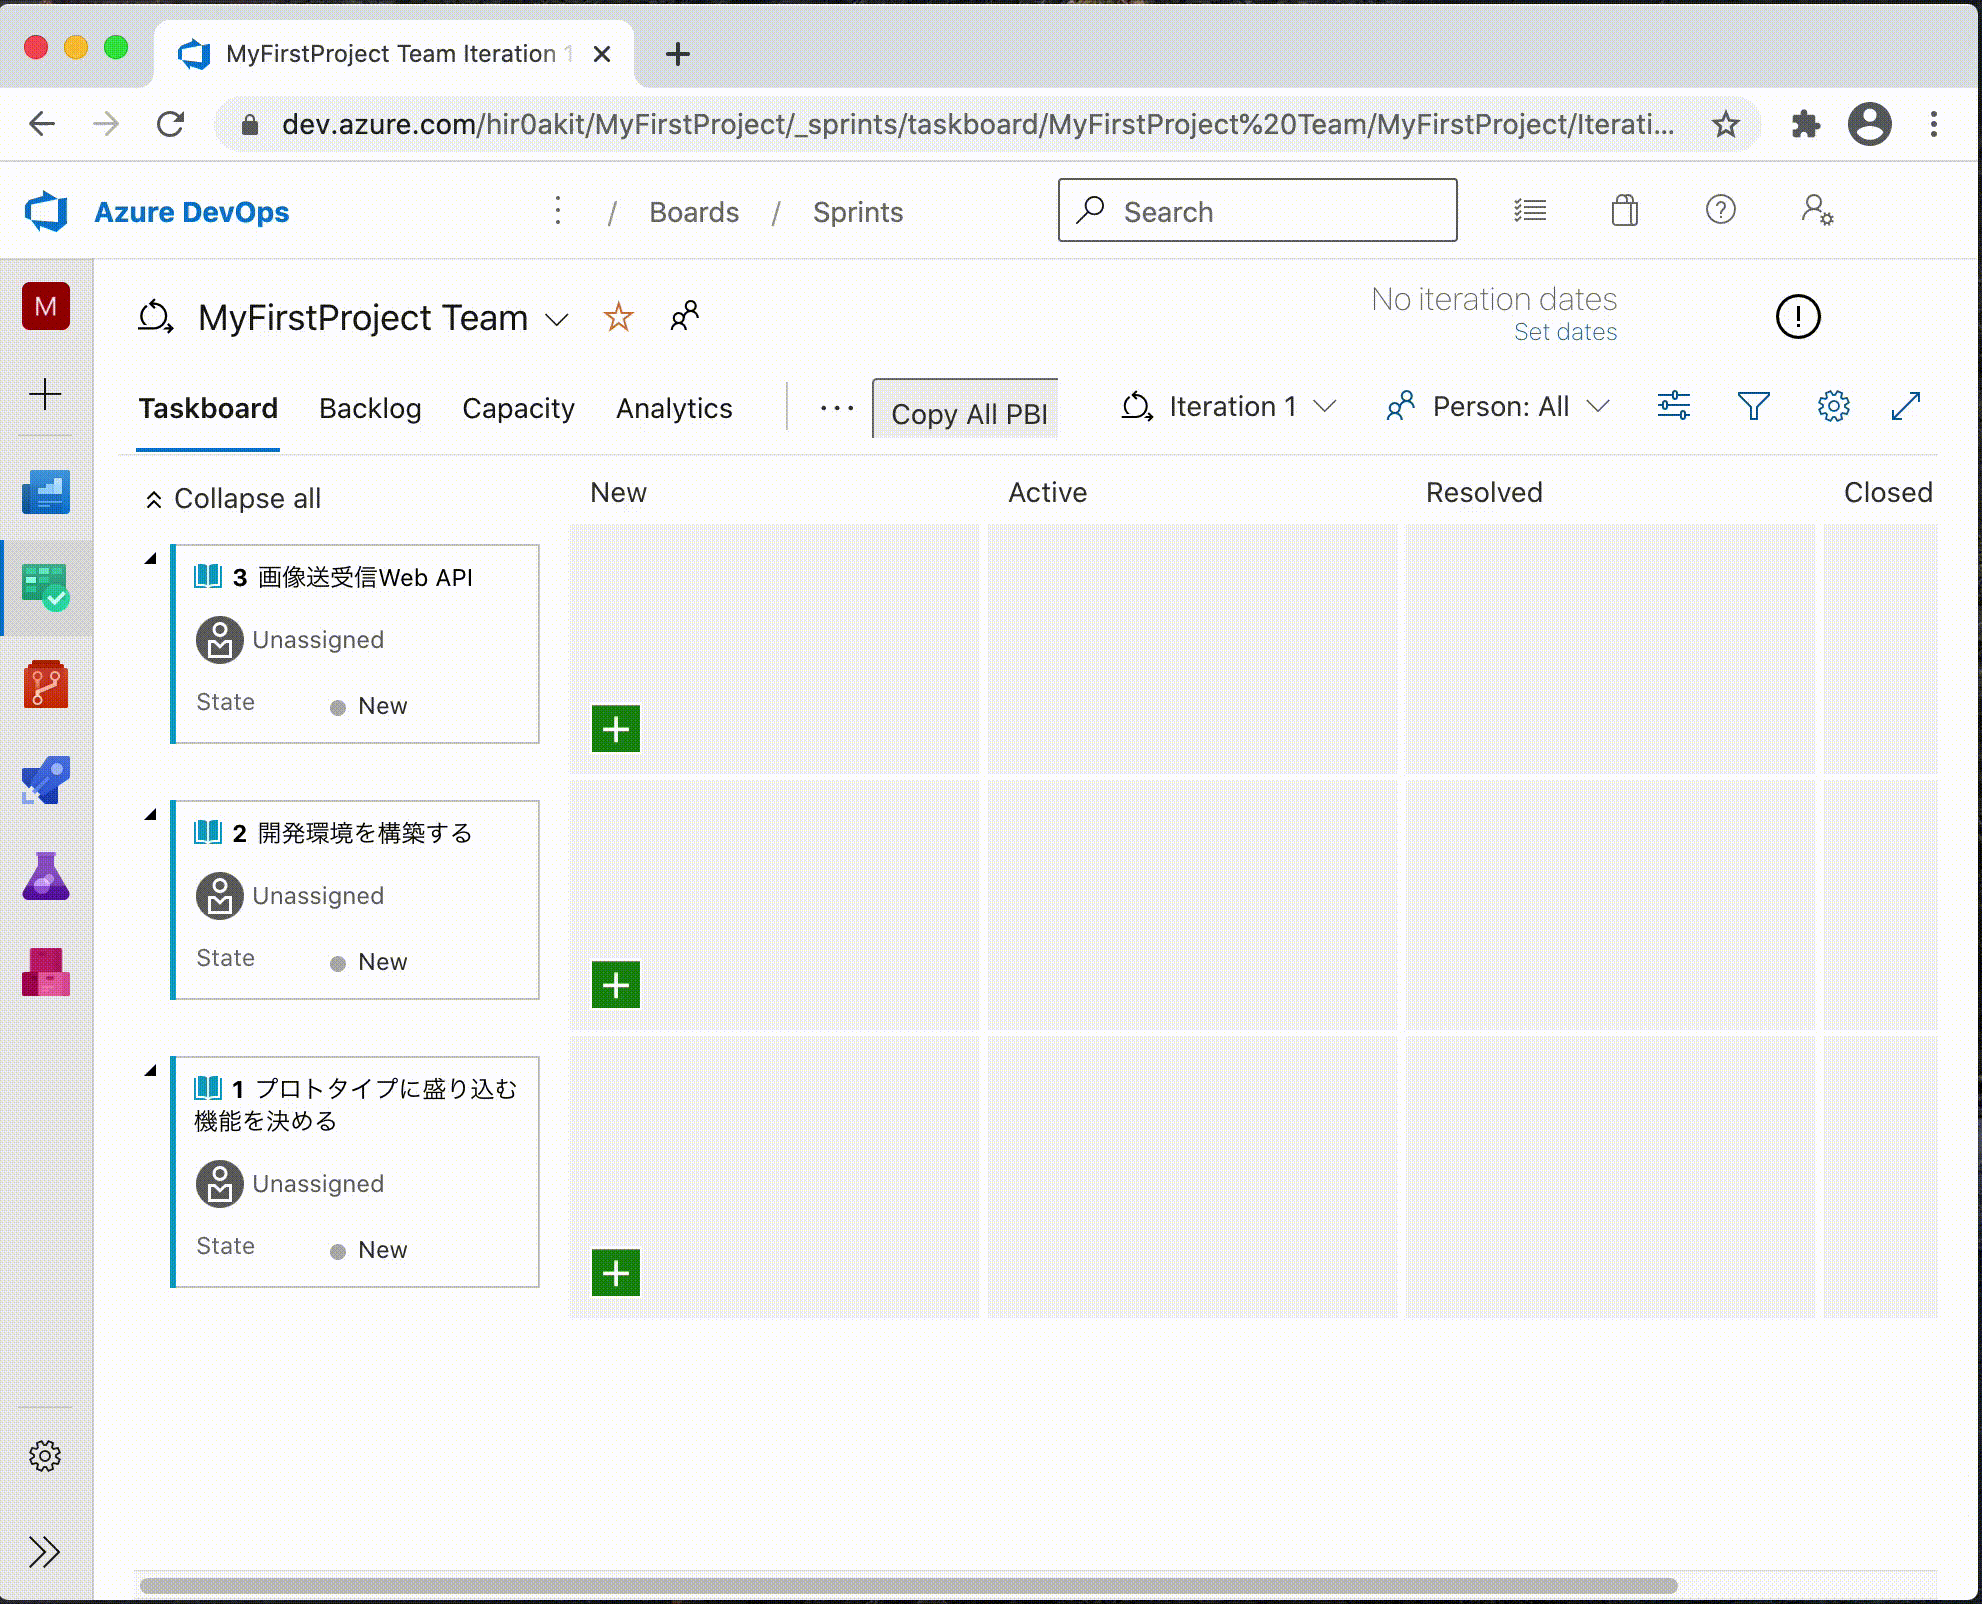 MyFirstProject Team Iteration 1
dev.azure.com/hir0akit/MyFirstProject/_sprints/taskboard/MyFirstProject%20Team/MyFirstProject/Iterati...
Azure DevOps / Boards / Sprints Search
M
MyFirstProject Team
No iteration dates
Set dates
Taskboard Backlog Capacity Analytics ... Copy All PBI Iteration 1 Person: All
Collapse all New Active Resolved Closed
3 画像送受信Web API
Unassigned
State New
2 開発環境を構築する
Unassigned
State New
1 プロトタイプに盛り込む
機能を決める
Unassigned
State New